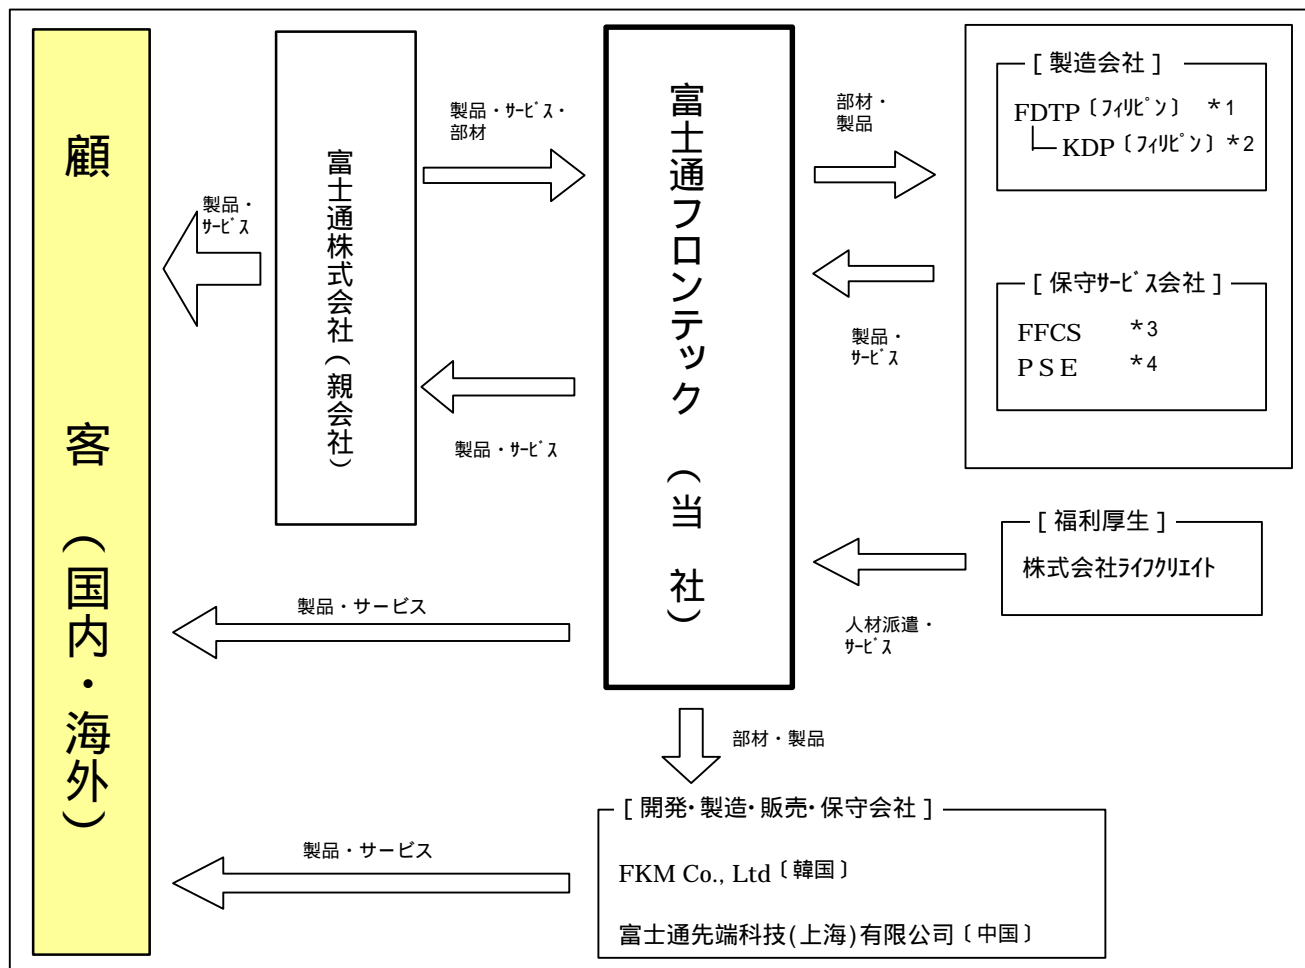 顧客(国内・海外)
製品・
ｻｰﾋﾞｽ
富士通株式会社(親会社)
製品・ｻｰﾋﾞｽ・
部材
製品・ｻｰﾋﾞｽ
富士通フロンテック (当 社)
部材・
製品
製品・
ｻｰﾋﾞｽ
[ 製造会社 ]
FDTP〔ﾌｨﾘﾋﾟﾝ〕 *1
KDP〔ﾌｨﾘﾋﾟﾝ〕*2
[ 保守ｻｰﾋﾞｽ会社 ]
FFCS *3
PSE *4
[ 福利厚生 ]
株式会社ﾗｲﾌｸﾘｴｲﾄ
人材派遣・
ｻｰﾋﾞｽ
製品・サービス
部材・製品
[ 開発・製造・販売・保守会社 ]
FKM Co., Ltd〔韓国〕
富士通先端科技(上海)有限公司〔中国〕
製品・サービス